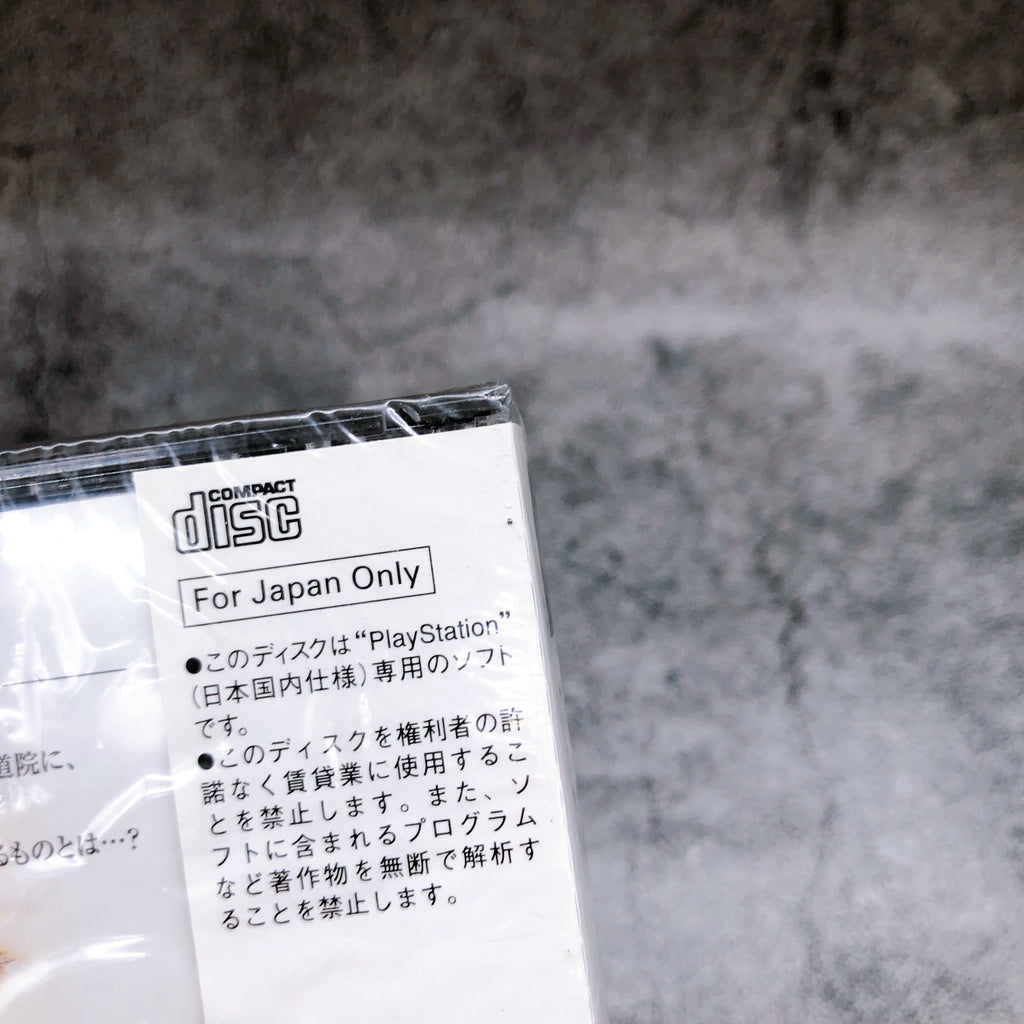 COMPACT
disc
For Japan Only
●このディスクは“PlayStation”
(日本国内仕様)専用のソフト
です。
●このディスクを権利者の許
諾なく賃貸業に使用するこ
とを禁止します。また、ソ
フトに含まれるプログラム
など著作物を無断で解析す
ることを禁止します。
道院に、
るものとは…?